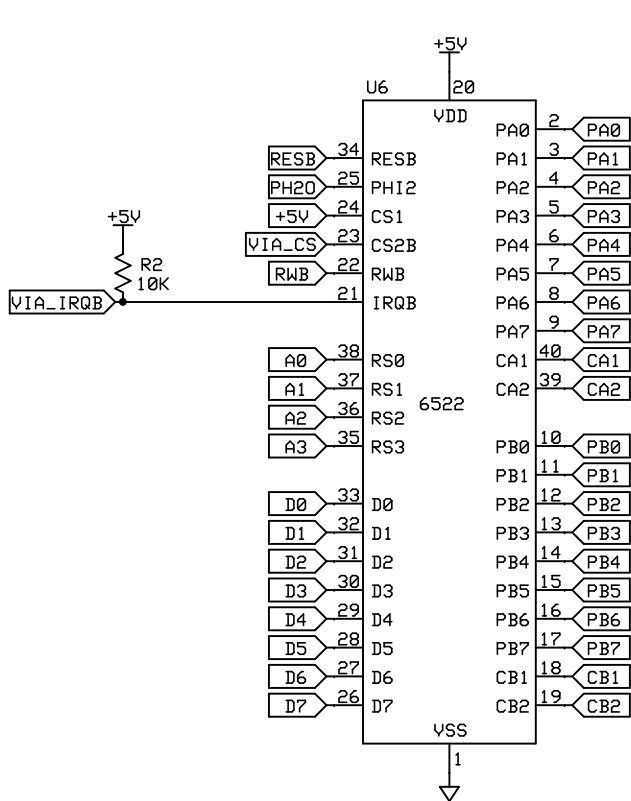 +5V
U6 20
VDD
PA0 2 PA0
RESB 34 RESB PA1 3 PA1
PH2O 25 PHI2 PA2 4 PA2
+5V 24 CS1 PA3 5 PA3
VIA_CS 23 CS2B PA4 6 PA4
+5V
R2
10K
RWB 22 RWB PA5 7 PA5
VIA_IRQB 21 IRQB PA6 8 PA6
PA7 9 PA7
A0 38 RS0 CA1 40 CA1
A1 37 RS1 CA2 39 CA2
6522
A2 36 RS2
A3 35 RS3 PB0 10 PB0
PB1 11 PB1
D0 33 D0 PB2 12 PB2
D1 32 D1 PB3 13 PB3
D2 31 D2 PB4 14 PB4
D3 30 D3 PB5 15 PB5
D4 29 D4 PB6 16 PB6
D5 28 D5 PB7 17 PB7
D6 27 D6 CB1 18 CB1
D7 26 D7 CB2 19 CB2
VSS
1